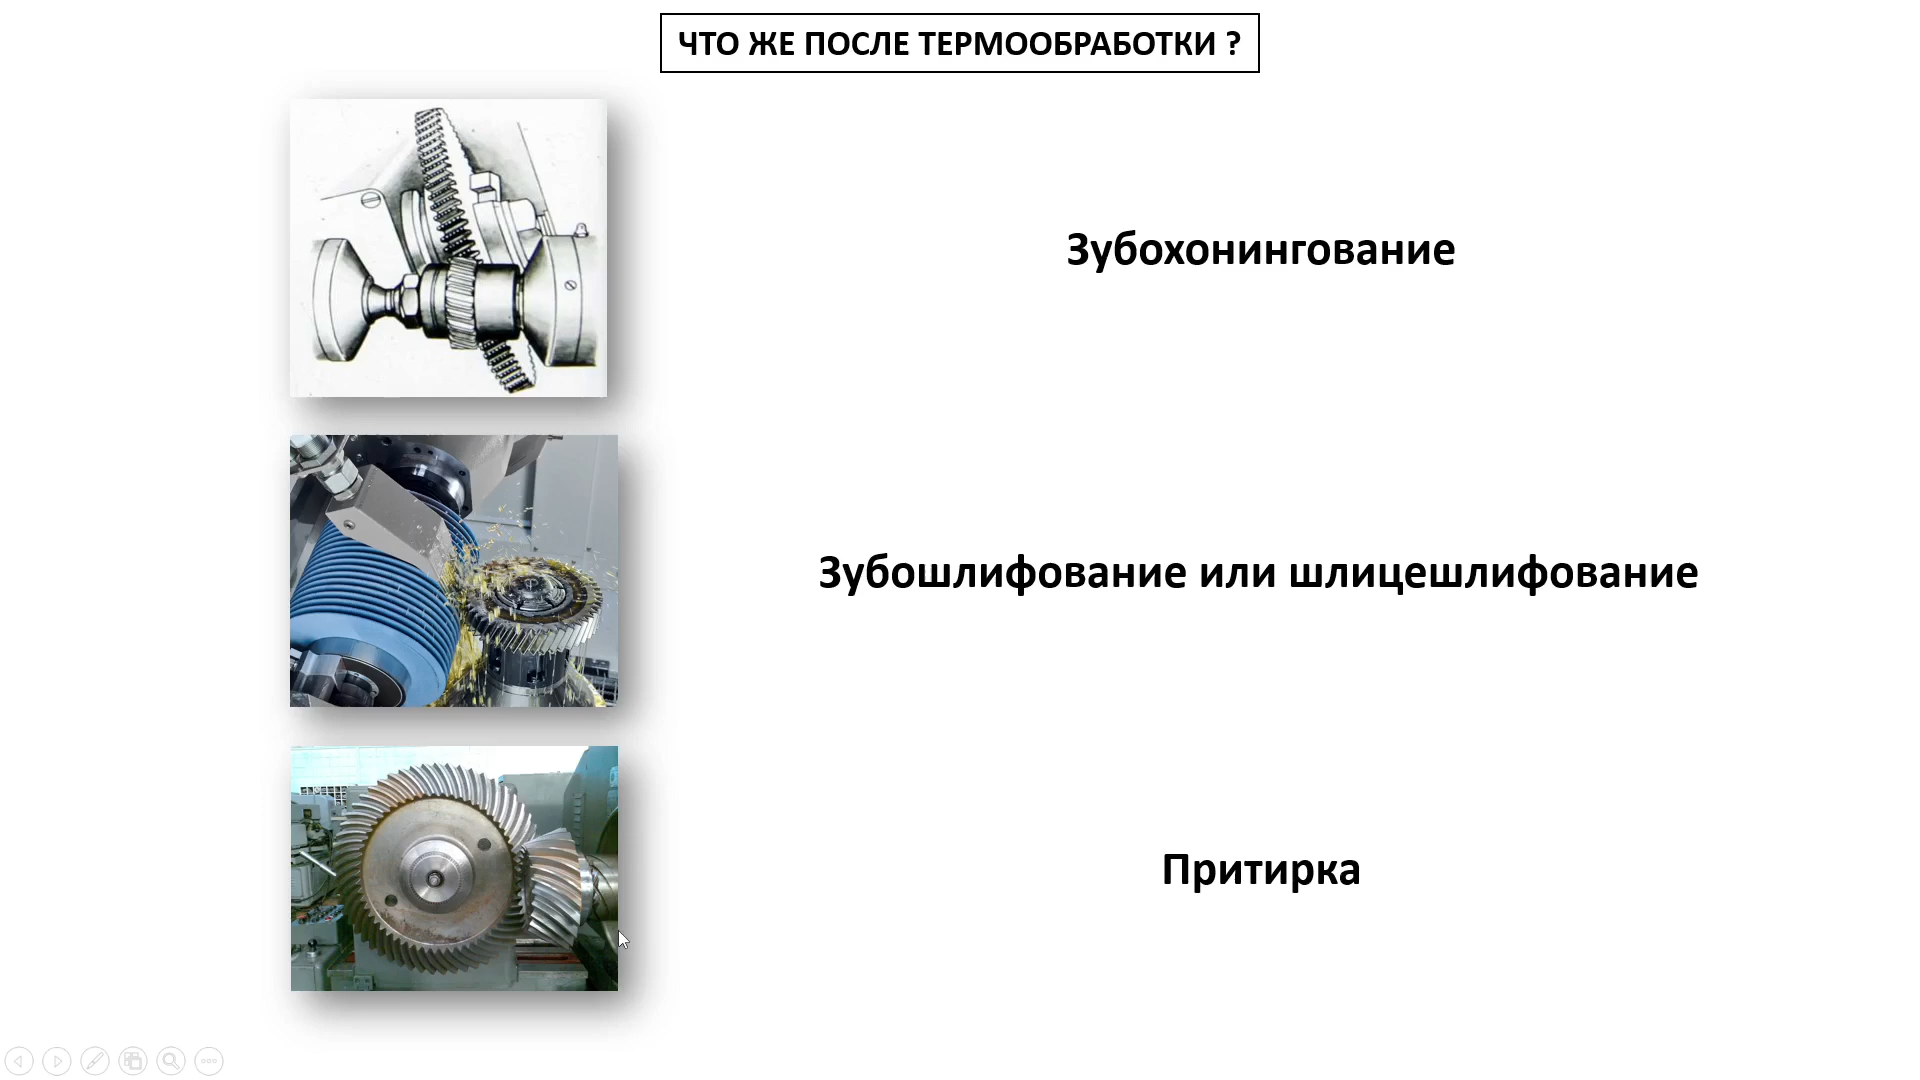 ЧТО ЖЕ ПОСЛЕ ТЕРМООБРАБОТКИ ?
Зубохонингование
Зубошлифование или шлицешлифование
Притирка